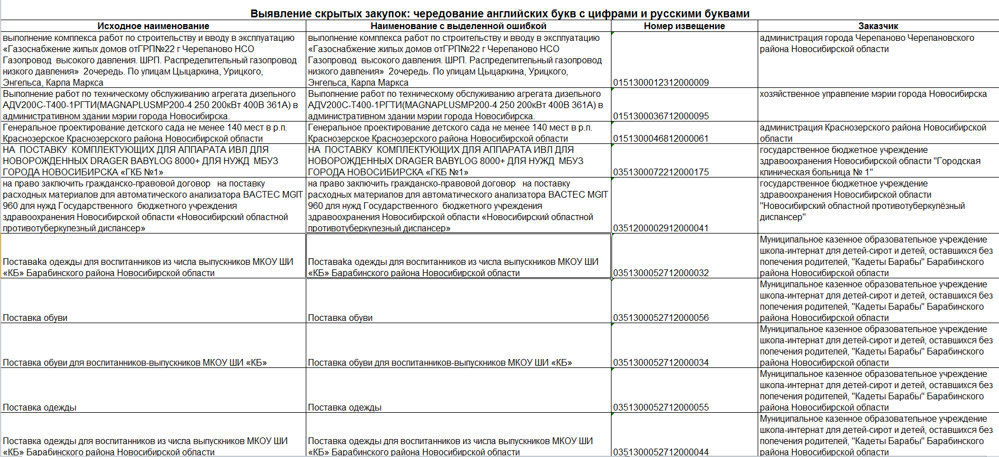 Выявление скрытых закупок: чередование английских букв с цифрами и русскими буквами
Исходное наименование
Наименование с выделенной ошибкой
Номер извещение
Заказчик
выполнение комплекса работ по строительству и вводу в эксплуатацию
«Газоснабжение жилых домов отГРП№22 г Черепаново НСО
Газопровод  высокого давления. ШРП. Распределительный газопровод
низкого давления»  2очередь. По улицам Цыцаркина, Урицкого,
Энгельса, Карла Маркса
выполнение комплекса работ по строительству и вводу в эксплуатацию
«Газоснабжение жилых домов отГРП№22 г Черепаново НСО
Газопровод  высокого давления. ШРП. Распределительный газопровод
низкого давления»  2очередь. По улицам Цыцаркина, Урицкого,
Энгельса, Карла Маркса
0151300012312000009
администрация города Черепаново Черепановского
района Новосибирской области
Выполнение работ по техническому обслуживанию агрегата дизельного
АДV200С-Т400-1РГТИ(MAGNAPLUSMP200-4 250 200кВт 400В 361А) в
административном здании мэрии города Новосибирска.
Выполнение работ по техническому обслуживанию агрегата дизельного
АДV200С-Т400-1РГТИ(MAGNAPLUSMP200-4 250 200кВт 400В 361А) в
административном здании мэрии города Новосибирска.
0151300036712000095
хозяйственное управление мэрии города Новосибирска
Генеральное проектирование детского сада не менее 140 мест в р.п.
Краснозерское Краснозерского района Новосибирской области
Генеральное проектирование детского сада не менее 140 мест в р.п.
Краснозерское Краснозерского района Новосибирской области
0151300046812000061
администрация Краснозерского района Новосибирской
области
НА  ПОСТАВКУ  КОМПЛЕКТУЮЩИХ ДЛЯ АППАРАТА ИВЛ ДЛЯ
НОВОРОЖДЕННЫХ DRAGER BABYLOG 8000+ ДЛЯ НУЖД  МБУЗ
ГОРОДА НОВОСИБИРСКА «ГКБ №1»
НА  ПОСТАВКУ  КОМПЛЕКТУЮЩИХ ДЛЯ АППАРАТА ИВЛ ДЛЯ
НОВОРОЖДЕННЫХ DRAGER BABYLOG 8000+ ДЛЯ НУЖД  МБУЗ
ГОРОДА НОВОСИБИРСКА «ГКБ №1»
0351300072212000175
государственное бюджетное учреждение
здравоохранения Новосибирской области "Городская
клиническая больница № 1"
на право заключить гражданско-правовой договор   на поставку
расходных материалов для автоматического анализатора BACTEC MGIT
960 для нужд Государственного  бюджетного учреждения
здравоохранения Новосибирской области «Новосибирский областной
противотуберкулезный диспансер»
на право заключить гражданско-правовой договор   на поставку
расходных материалов для автоматического анализатора BACTEC MGIT
960 для нужд Государственного  бюджетного учреждения
здравоохранения Новосибирской области «Новосибирский областной
противотуберкулезный диспансер»
0351200002912000041
государственное бюджетное учреждение
здравоохранения Новосибирской области
"Новосибирский областной противотуберкулёзный
диспансер"
Поставаkа одежды для воспитанников из числа выпускников МКОУ ШИ
«КБ» Барабинского района Новосибирской области
Поставаkа одежды для воспитанников из числа выпускников МКОУ ШИ
«КБ» Барабинского района Новосибирской области
0351300052712000032
Муниципальное казенное образовательное учреждение
школа-интернат для детей-сирот и детей, оставшихся без
попечения родителей, "Кадеты Барабы" Барабинского
района Новосибирской области
Поставка обуви
Поставка обуви
0351300052712000056
Муниципальное казенное образовательное учреждение
школа-интернат для детей-сирот и детей, оставшихся без
попечения родителей, "Кадеты Барабы" Барабинского
района Новосибирской области
Поставка обуви для воспитанников-выпускников МКОУ ШИ «КБ»
Поставка обуви для воспитанников-выпускников МКОУ ШИ «КБ»
0351300052712000034
Муниципальное казенное образовательное учреждение
школа-интернат для детей-сирот и детей, оставшихся без
попечения родителей, "Кадеты Барабы" Барабинского
района Новосибирской области
Поставка одежды
Поставка одежды
0351300052712000055
Муниципальное казенное образовательное учреждение
школа-интернат для детей-сирот и детей, оставшихся без
попечения родителей, "Кадеты Барабы" Барабинского
района Новосибирской области
Поставка одежды для воспитанников из числа выпускников МКОУ ШИ
«КБ» Барабинского района Новосибирской области
Поставка одежды для воспитанников из числа выпускников МКОУ ШИ
«КБ» Барабинского района Новосибирской области
0351300052712000044
Муниципальное казенное образовательное учреждение
школа-интернат для детей-сирот и детей, оставшихся без
попечения родителей, "Кадеты Барабы" Барабинского
района Новосибирской области